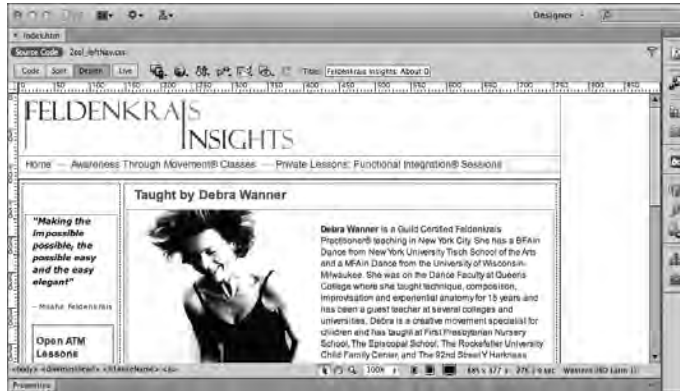 Designer
index.htm
Source Code 2col_leftNav.css
Code Split Design Live Title: Feldenkrais Insights: About D
FELDENKRAIS
INSIGHTS
Home — Awareness Through Movement® Classes — Private Lessons: Functional Integration® Sessions
Taught by Debra Wanner
"Making the
impossible
possible, the
possible easy
and the easy
elegant"
- Moshe Feldenkrais
Open ATM
Lessons
Debra Wanner is a Guild Certified Feldenkrais
Practitioner® teaching in New York City. She has a BFA in
Dance from New York University Tisch School of the Arts
and a MFA in Dance from the University of Wisconsin-
Milwaukee. She was on the Dance Faculty at Queens
College where she taught technique, composition,
improvisation and experiential anatomy for 15 years and
has been a guest teacher at several colleges and
universities. Debra is a creative movement specialist for
children and has taught at First Presbyterian Nursery
School, The Episcopal School, The Rockefeller University
Child Family Center, and The 92nd Street Y Harkness
<body> 100%
Properties